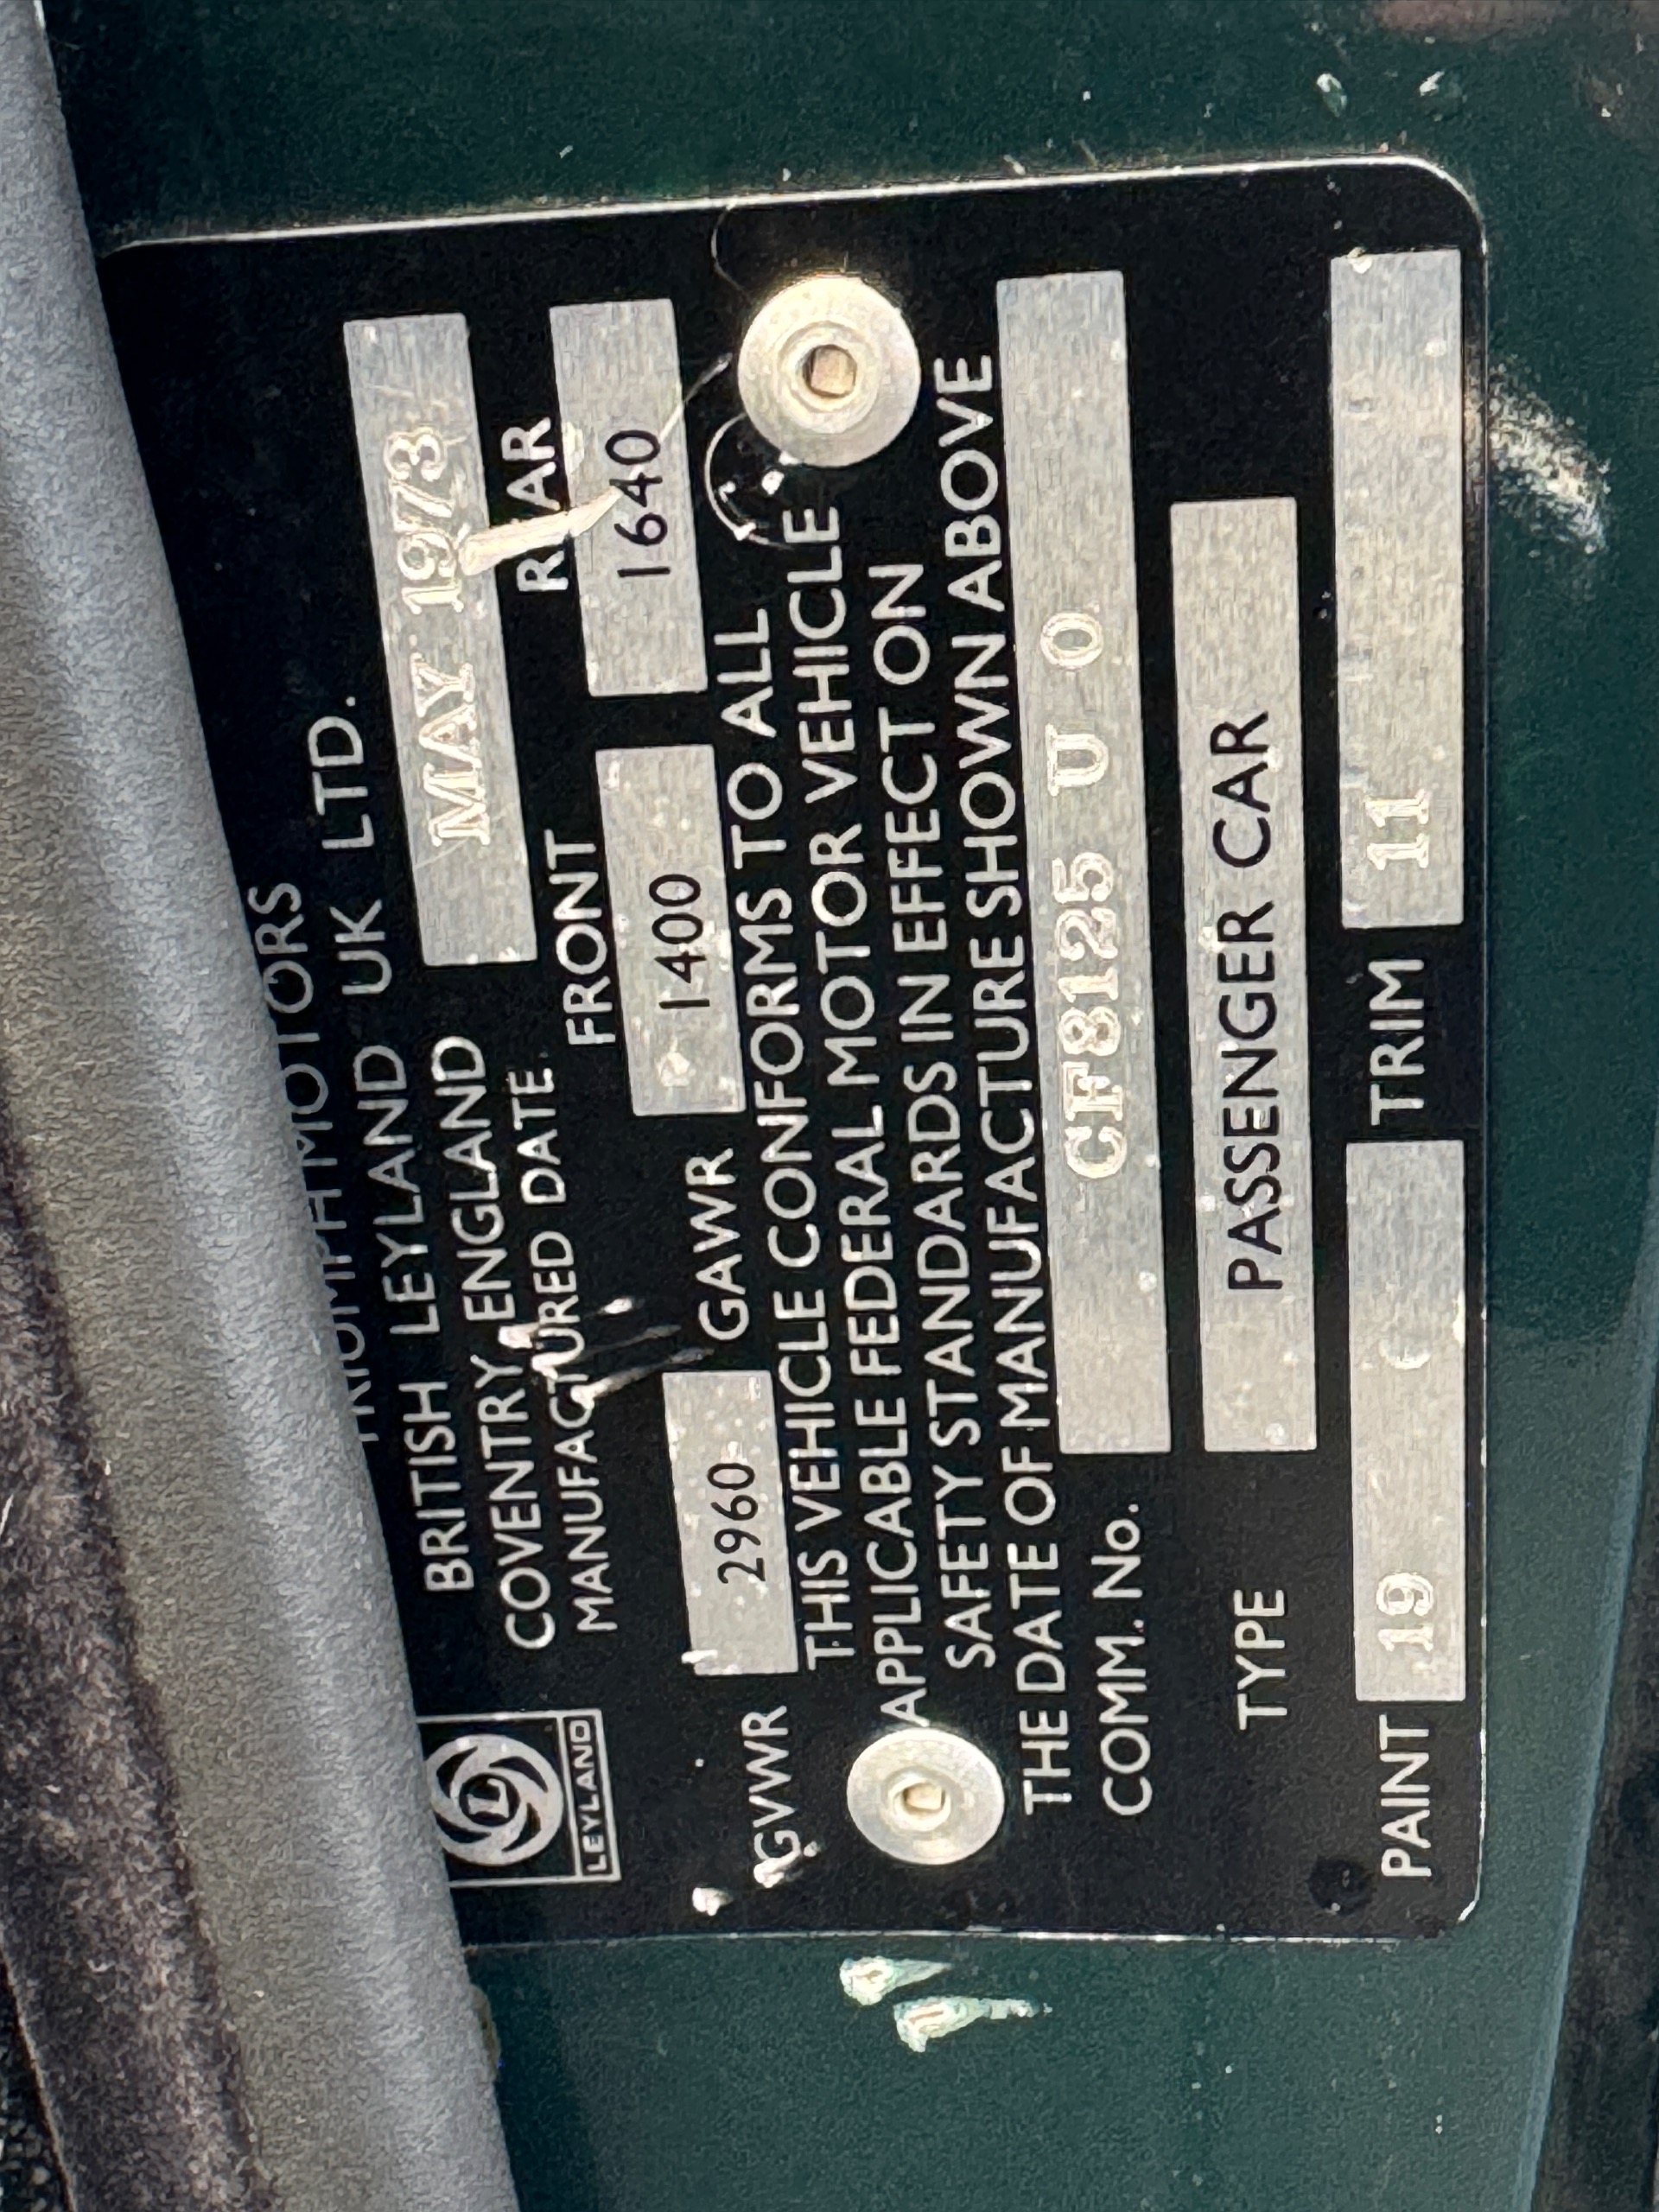 TRIUMPH MOTORS
BRITISH LEYLAND UK LTD.
COVENTRY, ENGLAND
LEYLAND
MANUFACTURED DATE MAY 1973
FRONT REAR
GVWR 2960 GAWR 1400 1640
THIS VEHICLE CONFORMS TO ALL
APPLICABLE FEDERAL MOTOR VEHICLE
SAFETY STANDARDS IN EFFECT ON
THE DATE OF MANUFACTURE SHOWN ABOVE
COMM. No. CF8125 U O
TYPE PASSENGER CAR
PAINT 19 TRIM 11